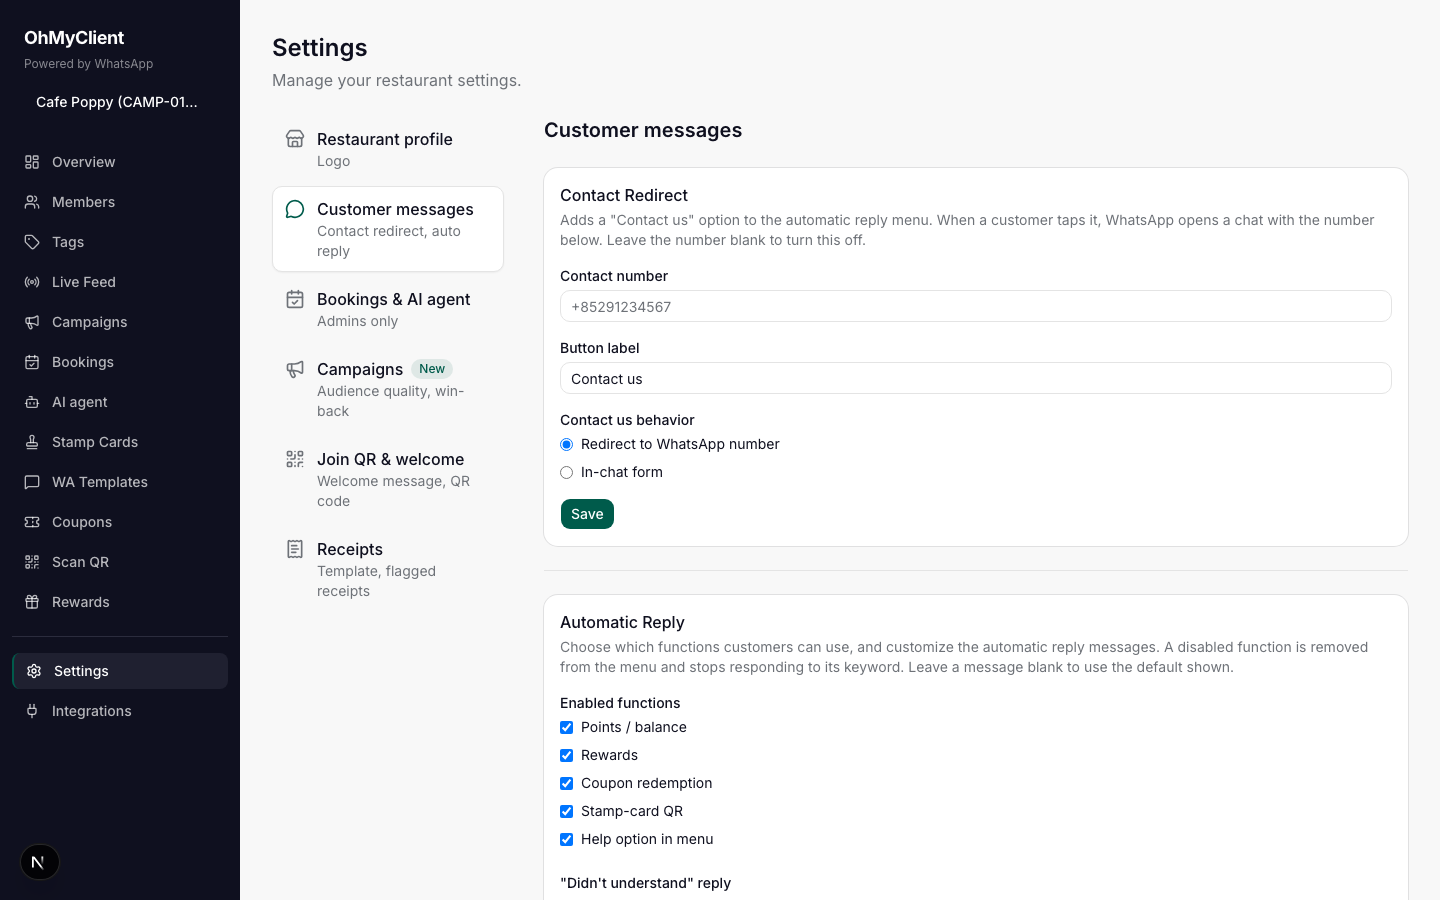 OhMyClient
Powered by WhatsApp
Cafe Poppy (CAMP-01...
Overview
Members
Tags
Live Feed
Campaigns
Bookings
AI agent
Stamp Cards
WA Templates
Coupons
Scan QR
Rewards
Settings
Integrations
N
Settings
Manage your restaurant settings.
Restaurant profile
Logo
Customer messages
Contact redirect, auto
reply
Bookings & AI agent
Admins only
Campaigns New
Audience quality, win-
back
Join QR & welcome
Welcome message, QR
code
Receipts
Template, flagged
receipts
Customer messages
Contact Redirect
Adds a "Contact us" option to the automatic reply menu. When a customer taps it, WhatsApp opens a chat with the number
below. Leave the number blank to turn this off.
Contact number
+85291234567
Button label
Contact us
Contact us behavior
Redirect to WhatsApp number
In-chat form
Save
Automatic Reply
Choose which functions customers can use, and customize the automatic reply messages. A disabled function is removed
from the menu and stops responding to its keyword. Leave a message blank to use the default shown.
Enabled functions
Points / balance
Rewards
Coupon redemption
Stamp-card QR
Help option in menu
"Didn't understand" reply